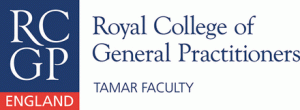 RC
GP
ENGLAND
Royal College of
General Practitioners
TAMAR FACULTY